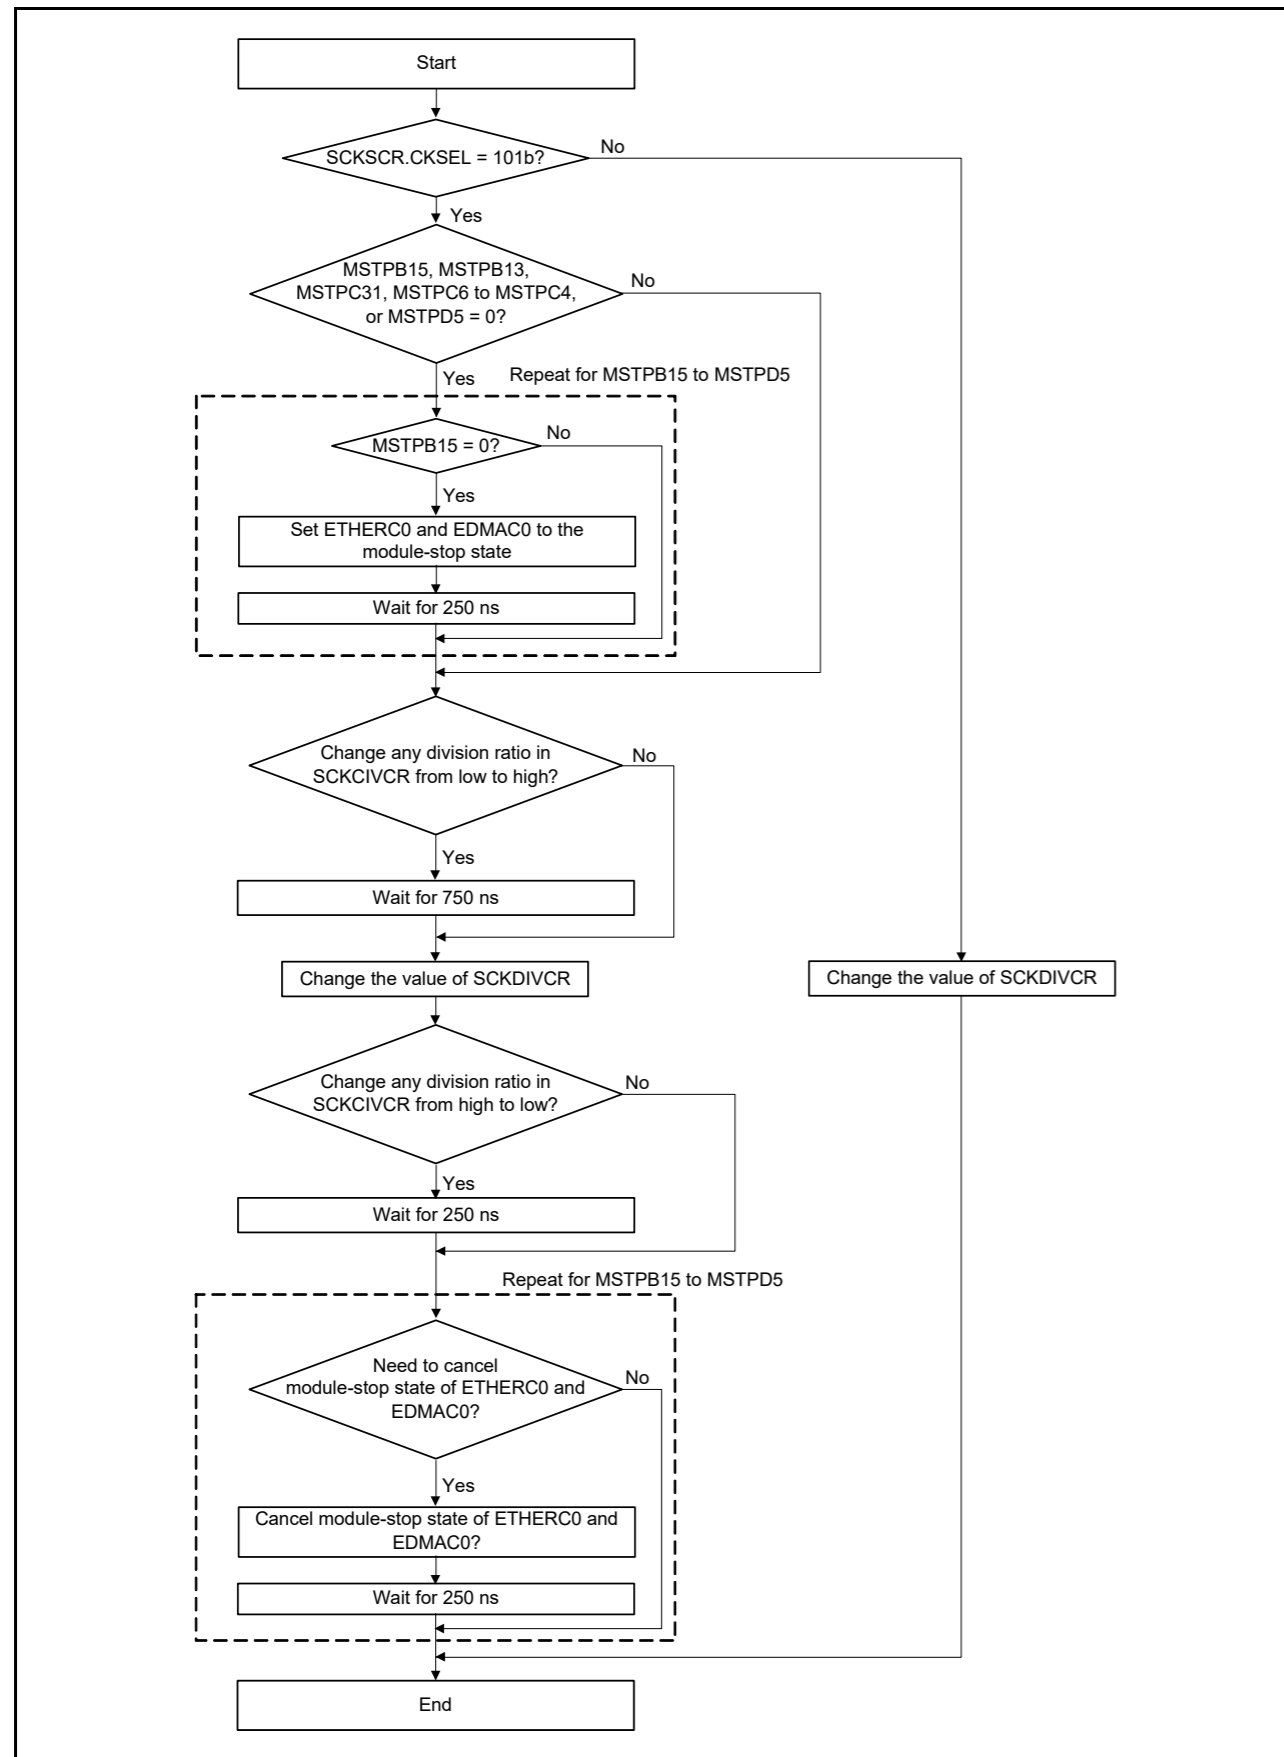 Start
SCKSCR.CKSEL = 101b?
No
Yes
MSTPB15, MSTPB13,
MSTPC31, MSTPC6 to MSTPC4,
or MSTPD5 = 0?
No
Yes
Repeat for MSTPB15 to MSTPD5
MSTPB15 = 0?
No
Yes
Set ETHERC0 and EDMAC0 to the
module-stop state
Wait for 250 ns
Change any division ratio in
SCKCIVCR from low to high?
No
Yes
Wait for 750 ns
Change the value of SCKDIVCR
Change the value of SCKDIVCR
Change any division ratio in
SCKCIVCR from high to low?
No
Yes
Wait for 250 ns
Repeat for MSTPB15 to MSTPD5
Need to cancel
module-stop state of ETHERC0 and
EDMAC0?
No
Yes
Cancel module-stop state of ETHERC0 and
EDMAC0?
Wait for 250 ns
End